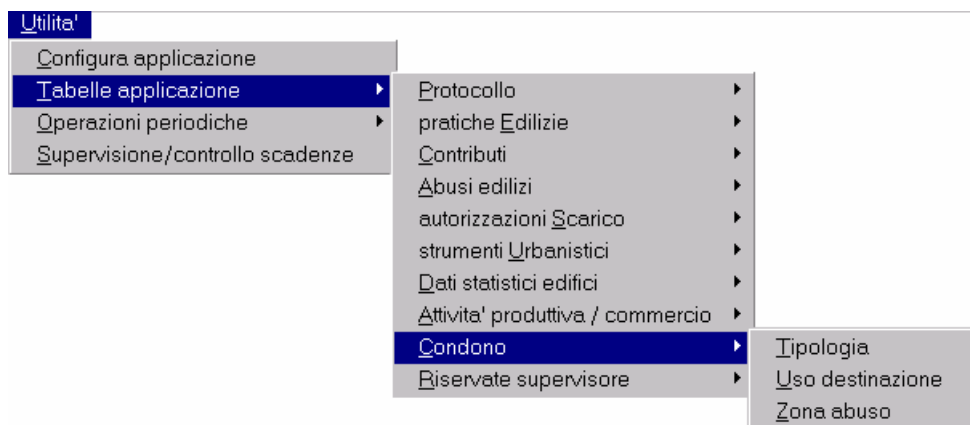 Utilita'
Configura applicazione
Tabelle applicazione
Operazioni periodiche
Supervisione/controllo scadenze
Protocollo
pratiche Edilizie
Contributi
Abusi edilizi
autorizzazioni Scarico
strumenti Urbanistici
Dati statistici edifici
Attivita' produttiva / commercio
Condono
Riservate supervisore
Tipologia
Uso destinazione
Zona abuso